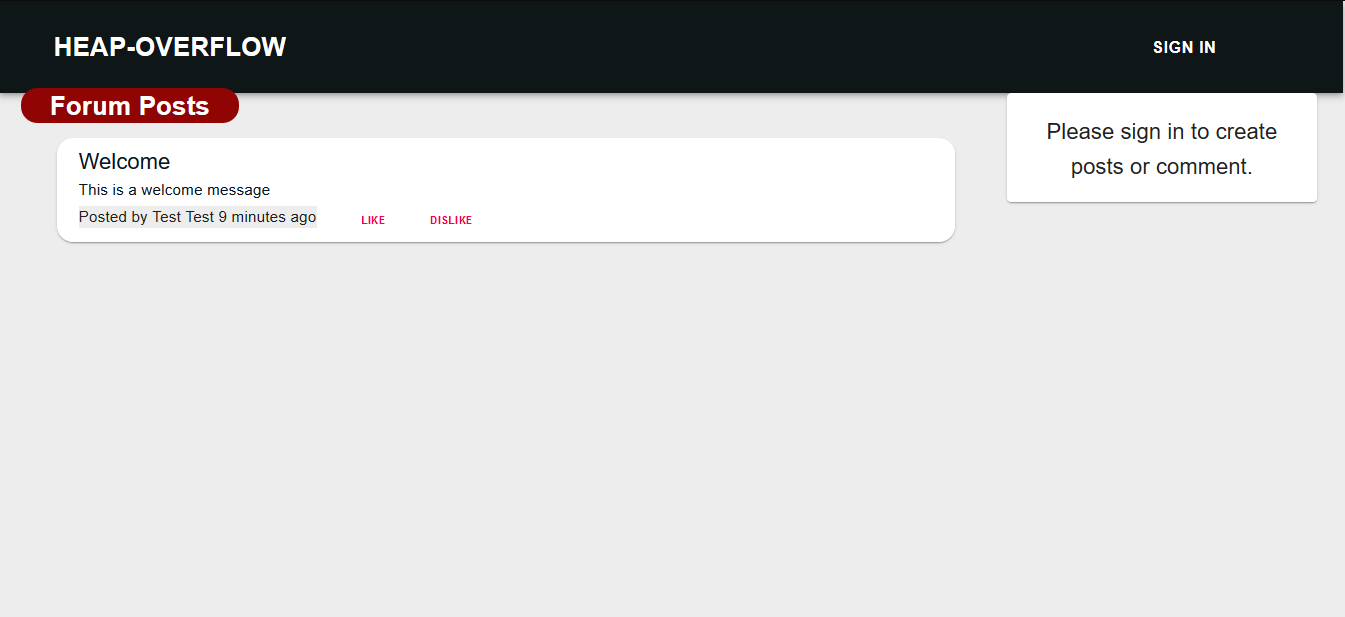 HEAP-OVERFLOW
SIGN IN
Forum Posts
Welcome
This is a welcome message
Posted by Test Test 9 minutes ago
LIKE
DISLIKE
Please sign in to create
posts or comment.